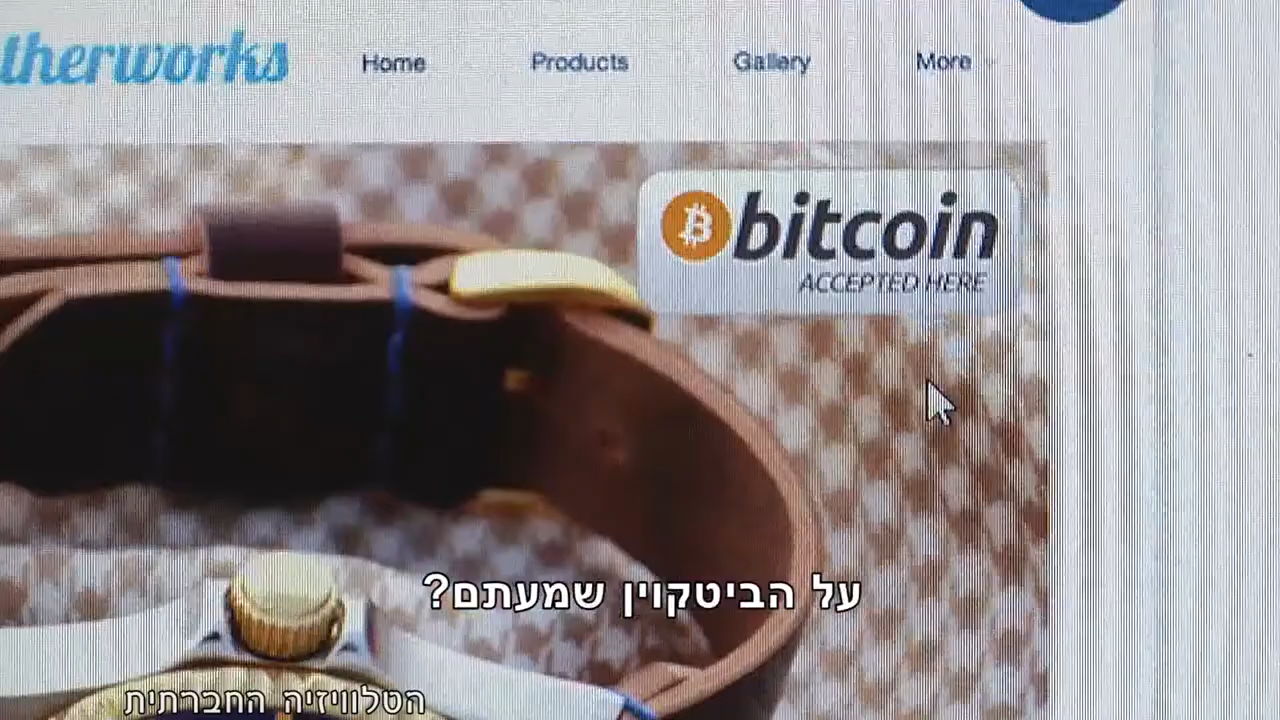 therworks
Home
Products
Gallery
More
bitcoin
ACCEPTED HERE
על הביטקוין שמעתם?
הטלוויזיה החברתית